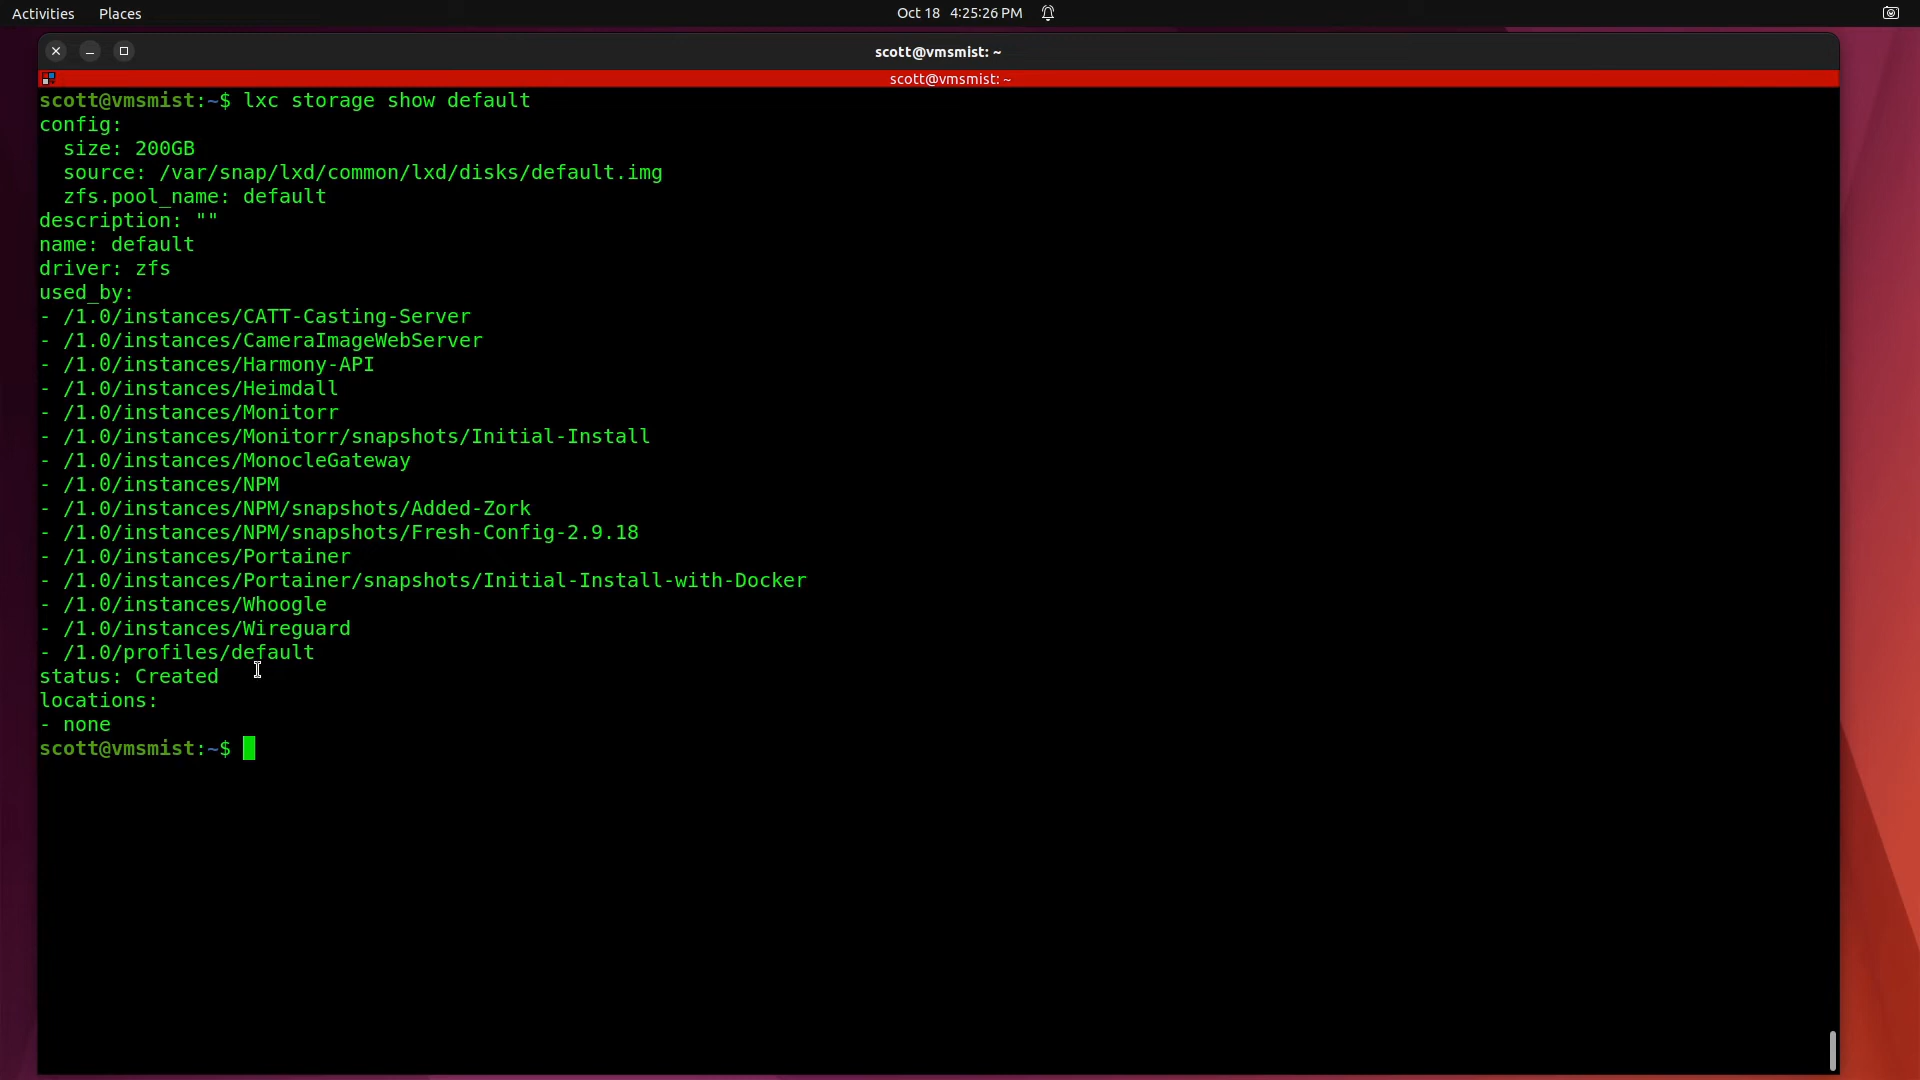 Activities Places Oct 18 4:25:26 PM
scott@vmsmist: ~
scott@vmsmist: ~
scott@vmsmist:~$ lxc storage show default
config:
  size: 200GB
  source: /var/snap/lxd/common/lxd/disks/default.img
  zfs.pool_name: default
description: ""
name: default
driver: zfs
used_by:
- /1.0/instances/CATT-Casting-Server
- /1.0/instances/CameraImageWebServer
- /1.0/instances/Harmony-API
- /1.0/instances/Heimdall
- /1.0/instances/Monitorr
- /1.0/instances/Monitorr/snapshots/Initial-Install
- /1.0/instances/MonocleGateway
- /1.0/instances/NPM
- /1.0/instances/NPM/snapshots/Added-Zork
- /1.0/instances/NPM/snapshots/Fresh-Config-2.9.18
- /1.0/instances/Portainer
- /1.0/instances/Portainer/snapshots/Initial-Install-with-Docker
- /1.0/instances/Whoogle
- /1.0/instances/Wireguard
- /1.0/profiles/default
status: Created
locations:
- none
scott@vmsmist:~$